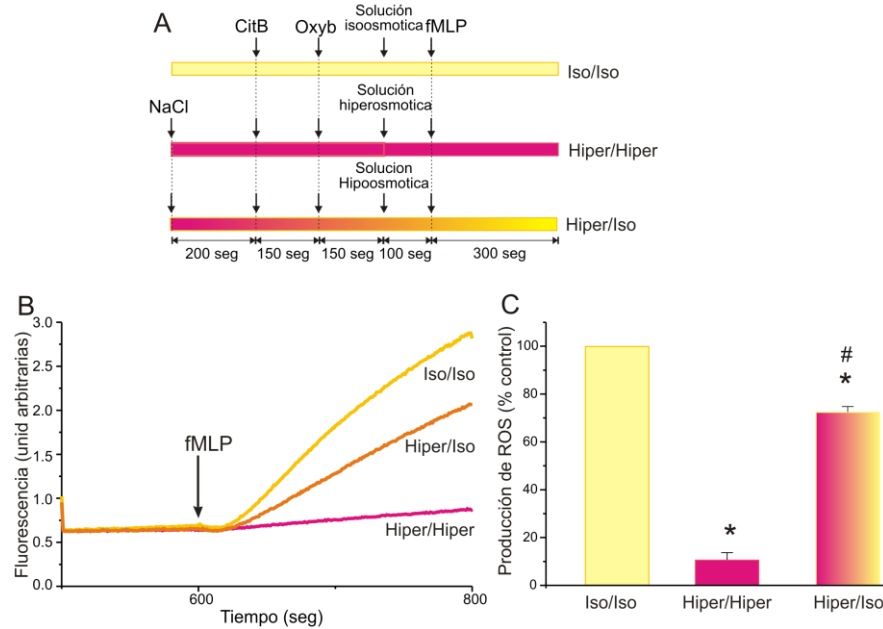 A
CitB
Oxyb
Solución
isoosmotica
fMLP
Iso/Iso
NaCl
Solución
hiperosmotica
Hiper/Hiper
Solucion
Hipoosmotica
Hiper/Iso
200 seg
150 seg
150 seg
100 seg
300 seg
B
Fluorescencia (unid arbitrarias)
3.0
2.5
2.0
1.5
1.0
0.5
0.0
fMLP
Iso/Iso
Hiper/Iso
Hiper/Hiper
600
800
Tiempo (seg)
C
Producción de ROS (% control)
100
80
60
40
20
0
*
#
*
Iso/Iso
Hiper/Hiper
Hiper/Iso